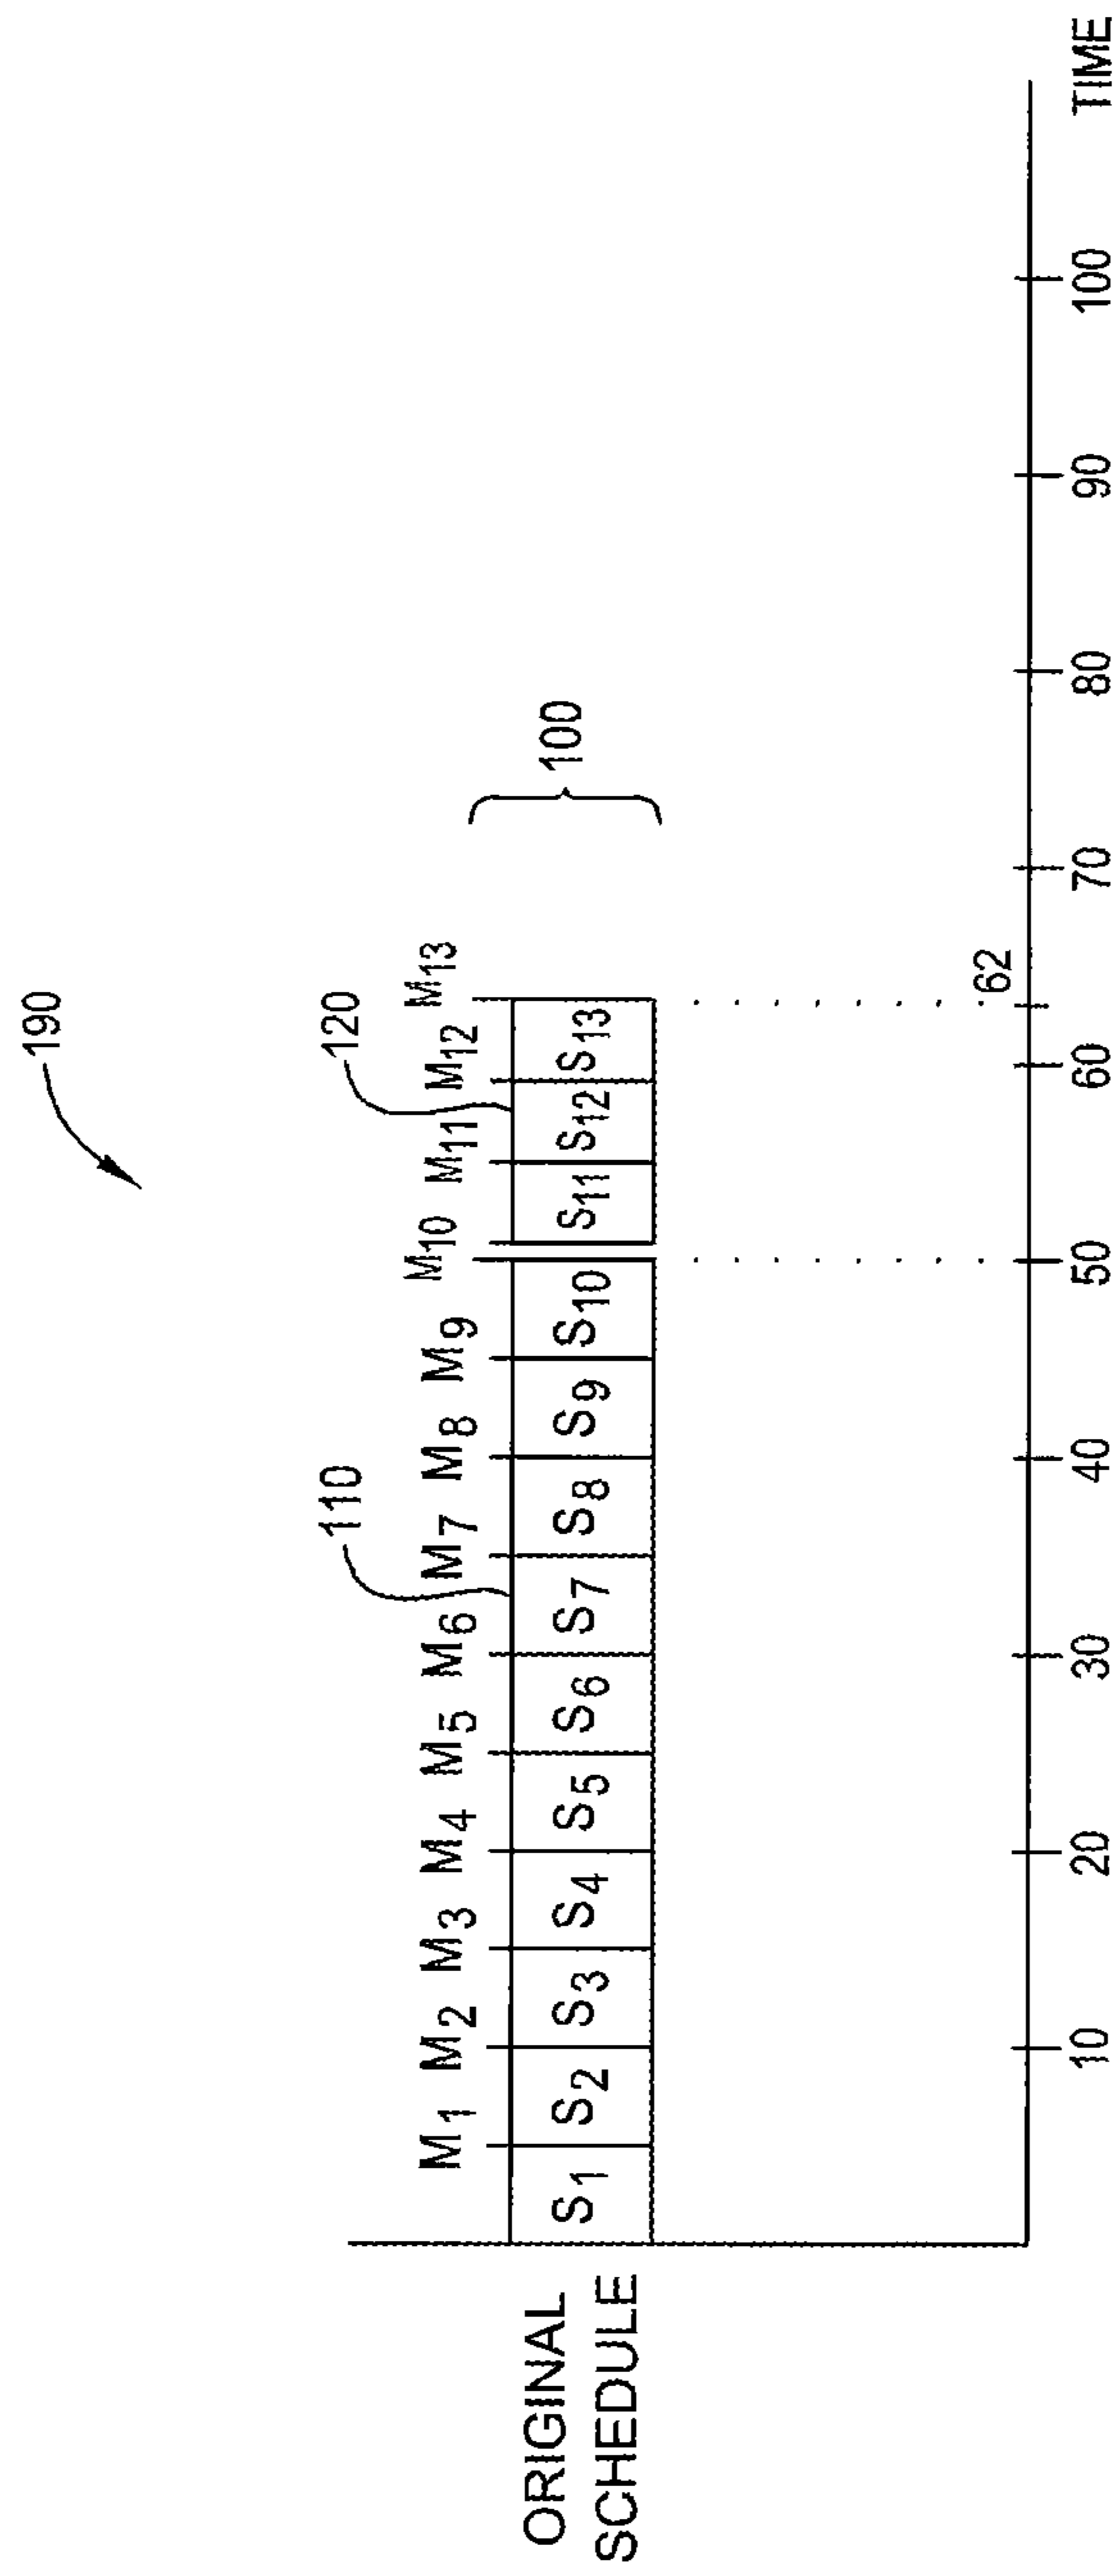 190
110
120
M1 M2 M3 M4 M5 M6 M7 M8 M9 M10 M11 M12 M13
ORIGINAL
SCHEDULE
S1 S2 S3 S4 S5 S6 S7 S8 S9 S10 S11 S12 S13
100
62
10 20 30 40 50 60 70 80 90 100 TIME